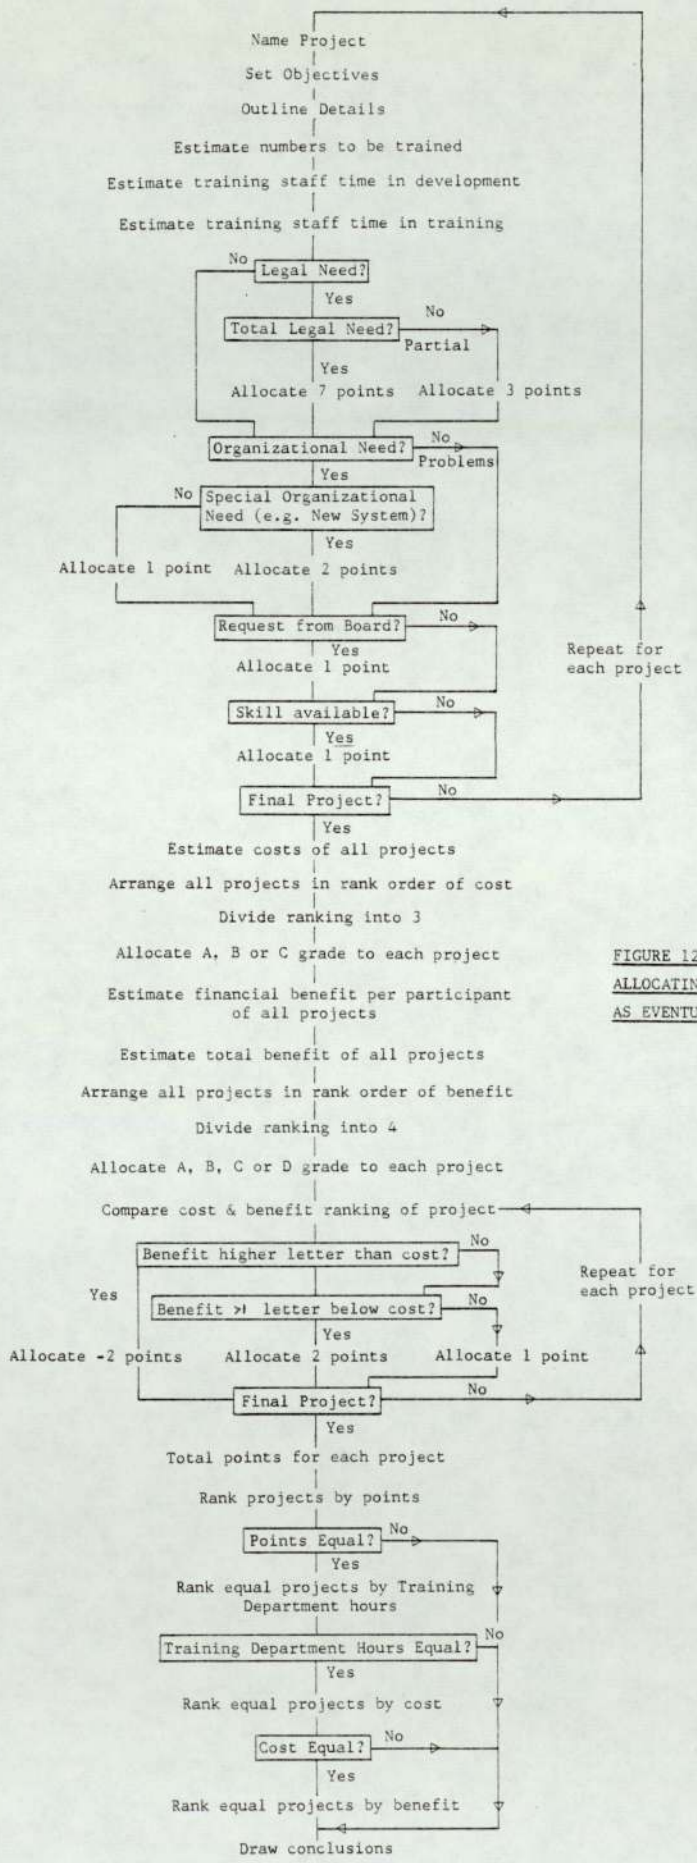 Name Project
Set Objectives
Outline Details
Estimate numbers to be trained
Estimate training staff time in development
Estimate training staff time in training
No
Legal Need?
Yes
No
Total Legal Need?
Partial
Yes
Allocate 7 points
Allocate 3 points
Organizational Need?
No
Problems
Yes
No
Special Organizational
Need (e.g. New System)?
Yes
Allocate 1 point
Allocate 2 points
Request from Board?
No
Yes
Allocate 1 point
Repeat for
each project
Skill available?
No
Yes
Allocate 1 point
Final Project?
No
Yes
Estimate costs of all projects
Arrange all projects in rank order of cost
Divide ranking into 3
Allocate A, B or C grade to each project
FIGURE 12
ALLOCATIN
AS EVENTU
Estimate financial benefit per participant
of all projects
Estimate total benefit of all projects
Arrange all projects in rank order of benefit
Divide ranking into 4
Allocate A, B, C or D grade to each project
Compare cost & benefit ranking of project
Benefit higher letter than cost?
No
Yes
Repeat for
each project
Benefit >1 letter below cost?
No
Yes
Allocate -2 points
Allocate 2 points
Allocate 1 point
Final Project?
No
Yes
Total points for each project
Rank projects by points
Points Equal?
No
Yes
Rank equal projects by Training
Department hours
Training Department Hours Equal?
No
Yes
Rank equal projects by cost
Cost Equal?
No
Yes
Rank equal projects by benefit
Draw conclusions